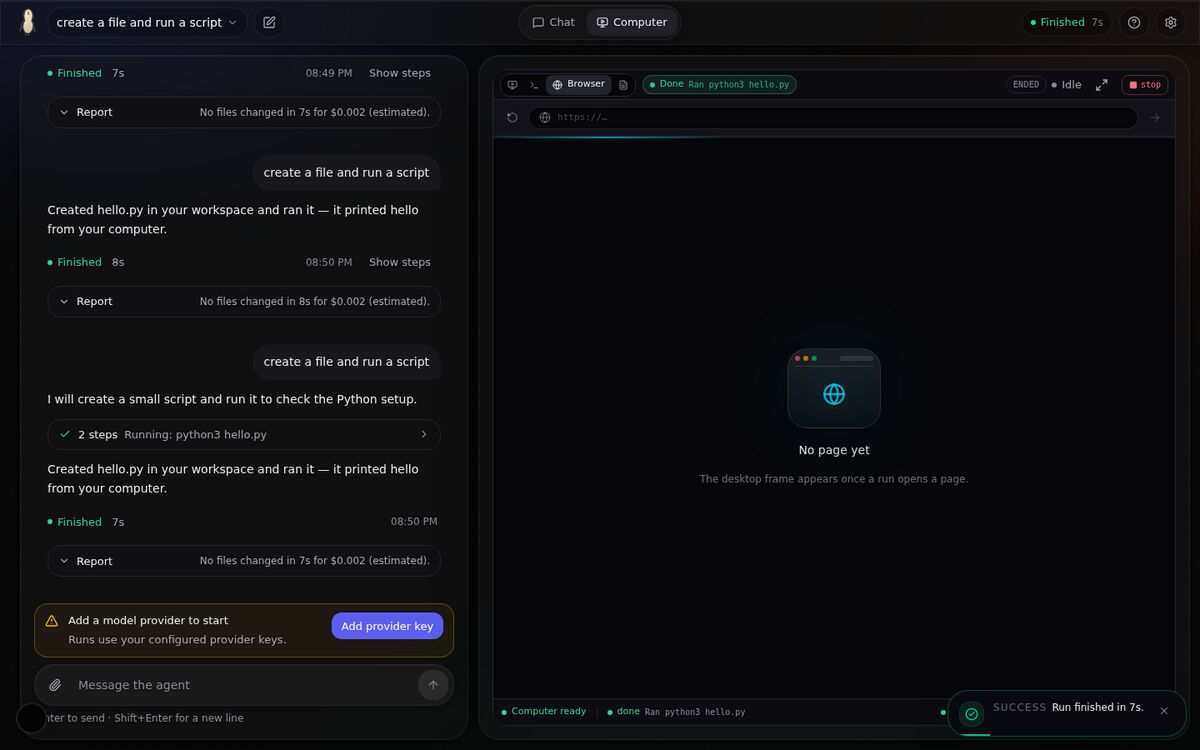 create a file and run a script
Chat
Computer
Finished 7s
Finished 7s 08:49 PM Show steps
Report No files changed in 7s for $0.002 (estimated).
create a file and run a script
Created hello.py in your workspace and ran it — it printed hello
from your computer.
Finished 8s 08:50 PM Show steps
Report No files changed in 8s for $0.002 (estimated).
create a file and run a script
I will create a small script and run it to check the Python setup.
2 steps Running: python3 hello.py
Created hello.py in your workspace and ran it — it printed hello
from your computer.
Finished 7s 08:50 PM
Report No files changed in 7s for $0.002 (estimated).
Add a model provider to start
Runs use your configured provider keys.
Add provider key
Message the agent
nter to send · Shift+Enter for a new line
Browser
Done Ran python3 hello.py
ENDED
Idle
stop
https://…
No page yet
The desktop frame appears once a run opens a page.
Computer ready
done Ran python3 hello.py
SUCCESS Run finished in 7s.